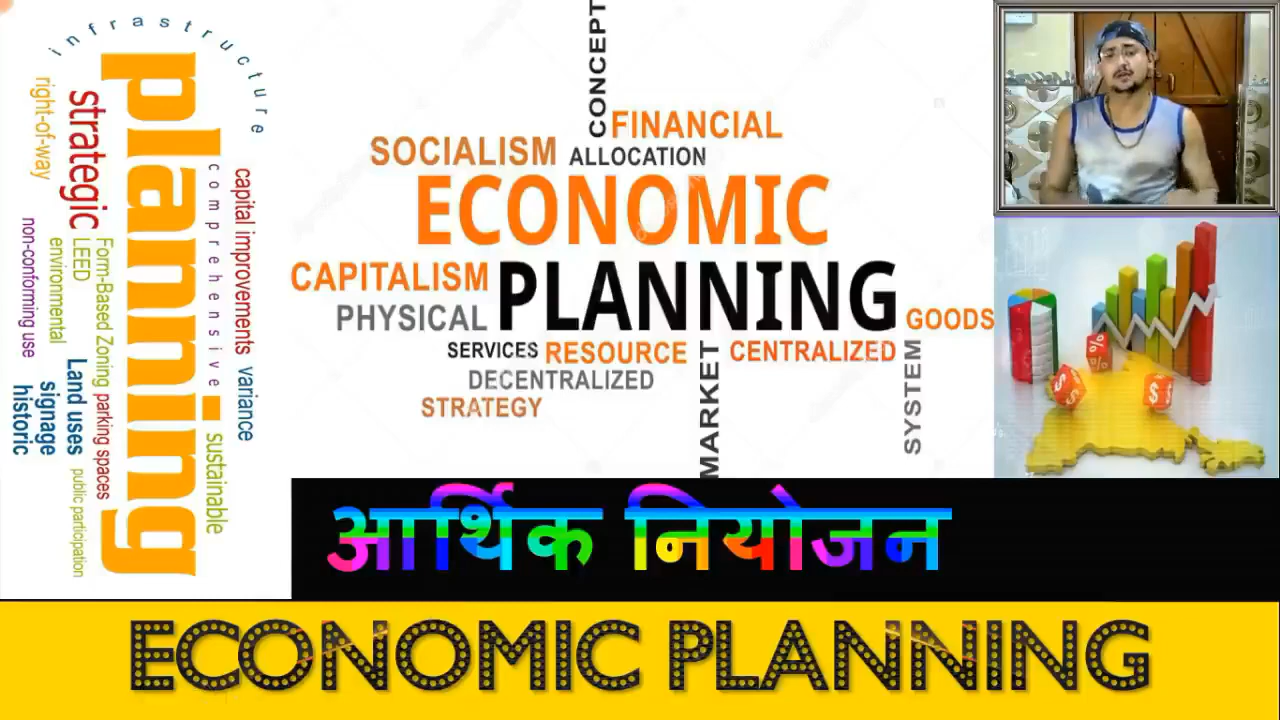 infrastructure
planning
strategic
right-of-way
comprehensive
capital improvements
variance
Form-Based Zoning
LEED
environmental
non-conforming use
parking spaces
Land uses
signage
historic
public participation
sustainable
CONCEPT
FINANCIAL
SOCIALISM
ALLOCATION
ECONOMIC
CAPITALISM
PLANNING
PHYSICAL
GOODS
SERVICES
RESOURCE
CENTRALIZED
DECENTRALIZED
STRATEGY
MARKET
SYSTEM
%
%
$
$
$
आर्थिक नियोजन
ECONOMIC PLANNING